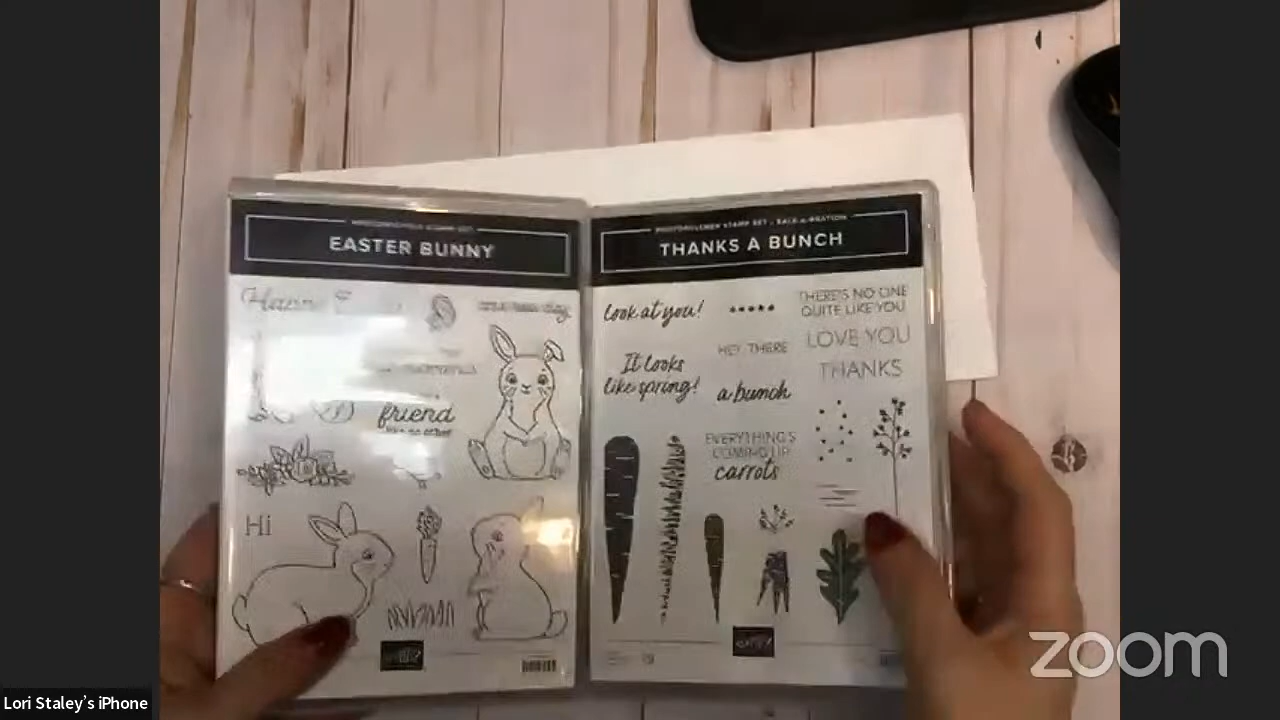 EASTER BUNNY
friend
Hi
THANKS A BUNCH
look at you!
THERE'S NO ONE
QUITE LIKE YOU
LOVE YOU
HEY THERE
THANKS
It looks
like spring!
a bunch
EVERYTHING'S
COMING UP
carrots
zoom
Lori Staley's iPhone